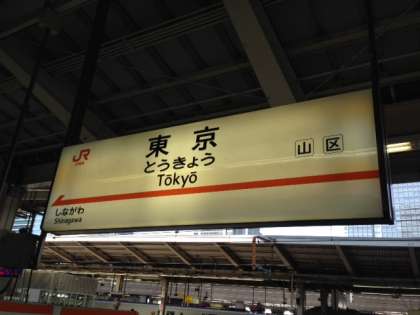 JR
東京
とうきょう
Tōkyō
山区
しながわ
Shinagawa